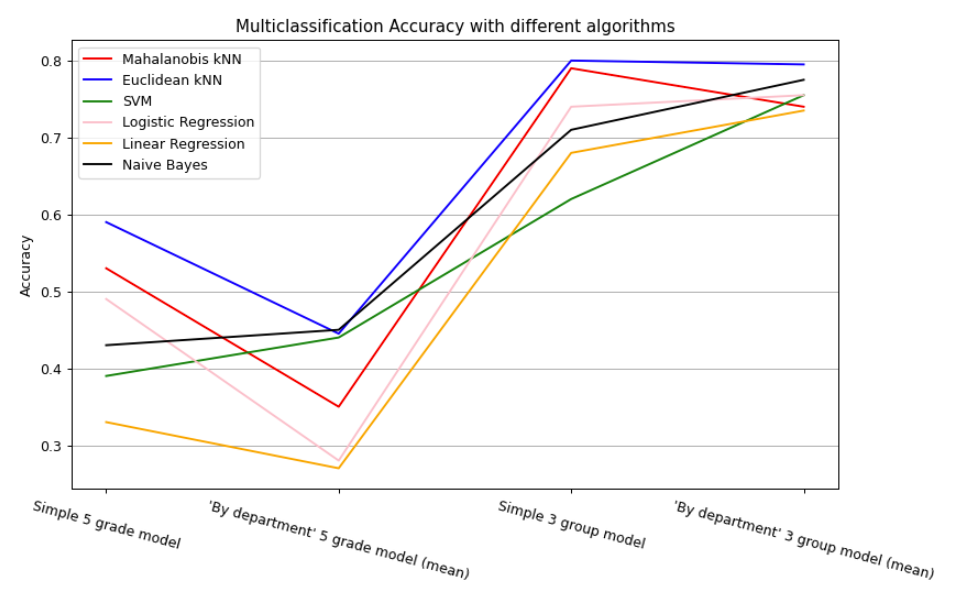 Multiclassification Accuracy with different algorithms
Mahalanobis kNN
Euclidean kNN
SVM
Logistic Regression
Linear Regression
Naive Bayes
Accuracy
0.8
0.7
0.6
0.5
0.4
0.3
Simple 5 grade model
'By department' 5 grade model (mean)
Simple 3 group model
'By department' 3 group model (mean)